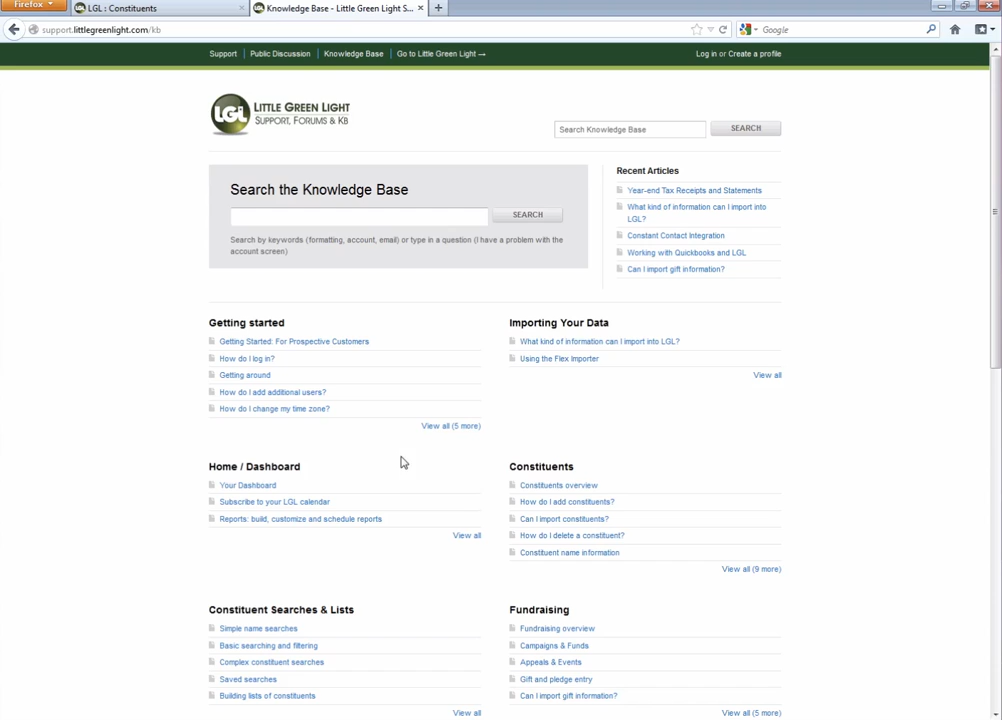 Firefox
LGL : Constituents
Knowledge Base - Little Green Light S...
support.littlegreenlight.com/kb
Google
Support
Public Discussion
Knowledge Base
Go to Little Green Light →
Log in or Create a profile
LGL
LITTLE GREEN LIGHT
SUPPORT, FORUMS & KB
Search Knowledge Base
SEARCH
Search the Knowledge Base
SEARCH
Search by keywords (formatting, account, email) or type in a question (I have a problem with the
account screen)
Recent Articles
Year-end Tax Receipts and Statements
What kind of information can I import into
LGL?
Constant Contact Integration
Working with Quickbooks and LGL
Can I import gift information?
Getting started
Getting Started: For Prospective Customers
How do I log in?
Getting around
How do I add additional users?
How do I change my time zone?
View all (5 more)
Importing Your Data
What kind of information can I import into LGL?
Using the Flex Importer
View all
Home / Dashboard
Your Dashboard
Subscribe to your LGL calendar
Reports: build, customize and schedule reports
View all
Constituents
Constituents overview
How do I add constituents?
Can I import constituents?
How do I delete a constituent?
Constituent name information
View all (9 more)
Constituent Searches & Lists
Simple name searches
Basic searching and filtering
Complex constituent searches
Saved searches
Building lists of constituents
View all
Fundraising
Fundraising overview
Campaigns & Funds
Appeals & Events
Gift and pledge entry
Can I import gift information?
View all (5 more)